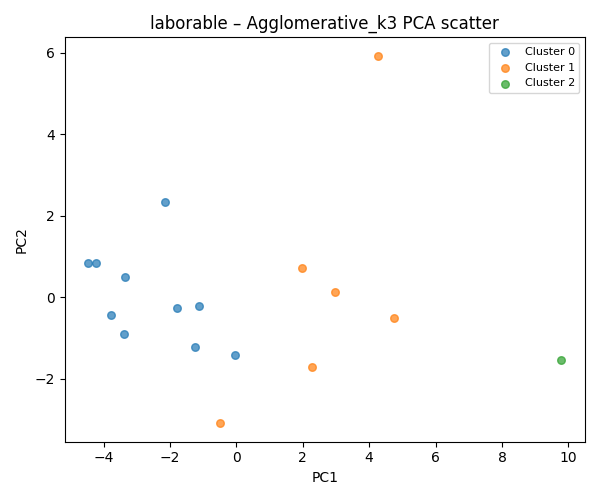 laborable – Agglomerative_k3 PCA scatter
Cluster 0
Cluster 1
Cluster 2
PC2
6
4
2
0
−2
−4 −2 0 2 4 6 8 10
PC1